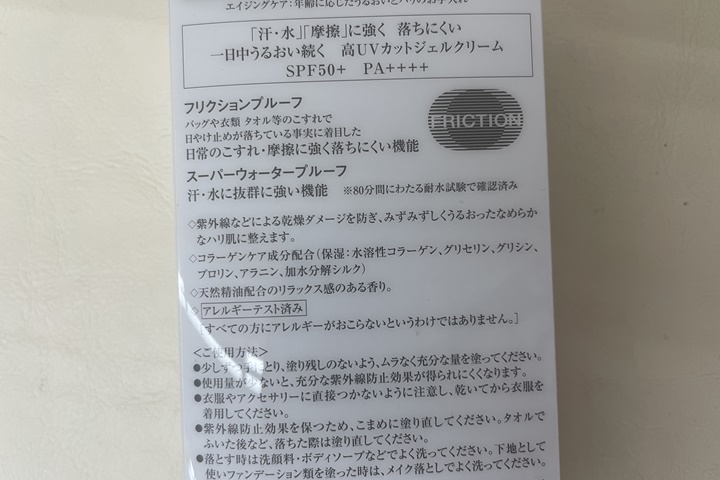 エイジングケア:年齢に応じたうるおいとハリのお手入れ
「汗・水」「摩擦」に強く 落ちにくい
一日中うるおい続く 高UVカットジェルクリーム
SPF50+ PA++++
フリクションプルーフ
バッグや衣類 タオル等のこすれで
日やけ止めが落ちている事実に着目した
日常のこすれ・摩擦に強く落ちにくい機能
FRICTION
スーパーウォータープルーフ
汗・水に抜群に強い機能 ※80分間にわたる耐水試験で確認済み
◇紫外線などによる乾燥ダメージを防ぎ、みずみずしくうるおったなめらか
なハリ肌に整えます。
◇コラーゲンケア成分配合(保湿:水溶性コラーゲン、グリセリン、グリシン、
プロリン、アラニン、加水分解シルク)
◇天然精油配合のリラックス感のある香り。
◇アレルギーテスト済み
[すべての方にアレルギーがおこらないというわけではありません。]
<ご使用方法>
●少しずつ手にとり、塗り残しのないよう、ムラなく充分な量を塗ってください。
●使用量が少ないと、充分な紫外線防止効果が得られにくくなります。
●衣服やアクセサリーに直接つかないように注意し、乾いてから衣服を
着用してください。
●紫外線防止効果を保つため、こまめに塗り直してください。タオルで
ふいた後など、落ちた際は塗り直してください。
●落とす時は洗顔料・ボディソープなどでよく洗ってください。下地として
使いファンデーション類を塗った時は、メイク落としでよく洗ってください。